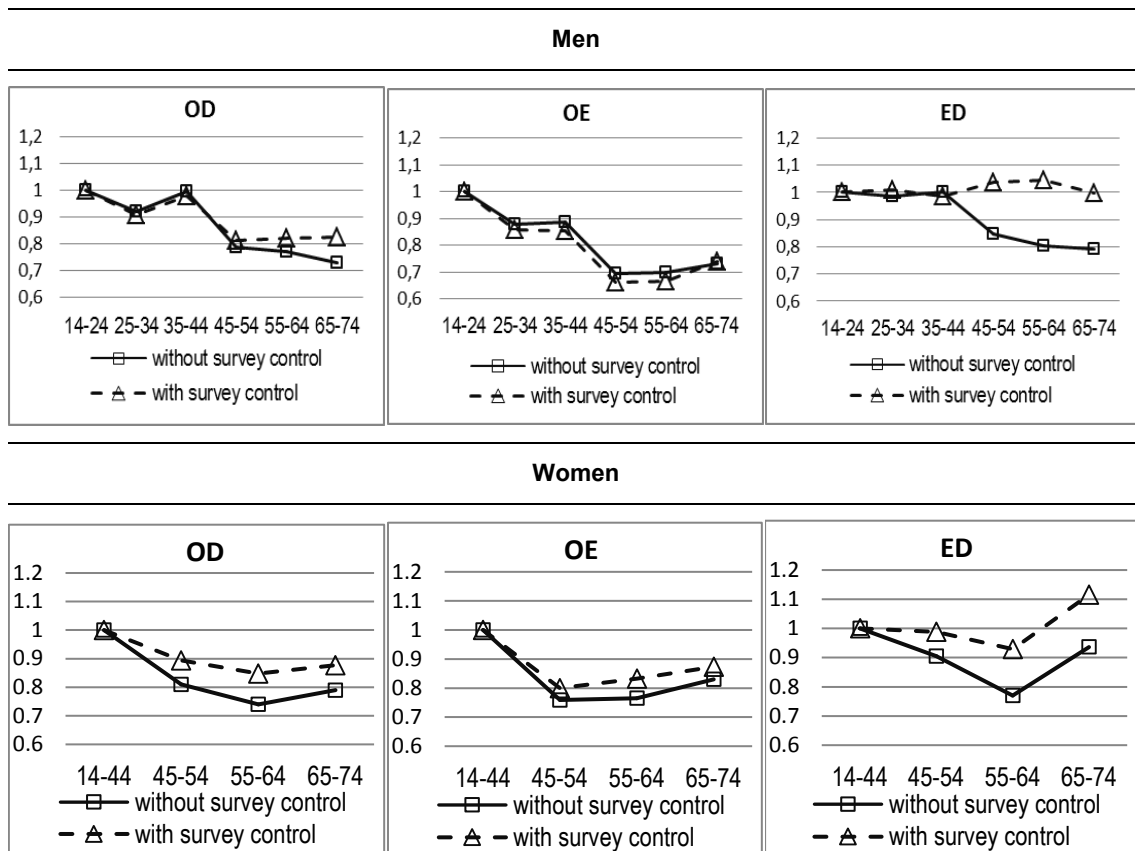 Men
OD
1,2
1,1
1
0,9
0,8
0,7
0,6
14-24 25-34 35-44 45-54 55-64 65-74
without survey control
with survey control
OE
1,2
1,1
1
0,9
0,8
0,7
0,6
14-24 25-34 35-44 45-54 55-64 65-74
without survey control
with survey control
ED
1,2
1,1
1
0,9
0,8
0,7
0,6
14-24 25-34 35-44 45-54 55-64 65-74
without survey control
with survey control
Women
OD
1.2
1.1
1
0.9
0.8
0.7
0.6
14-44 45-54 55-64 65-74
without survey control
with survey control
OE
1.2
1.1
1
0.9
0.8
0.7
0.6
14-44 45-54 55-64 65-74
without survey control
with survey control
ED
1.2
1.1
1
0.9
0.8
0.7
0.6
14-44 45-54 55-64 65-74
without survey control
with survey control